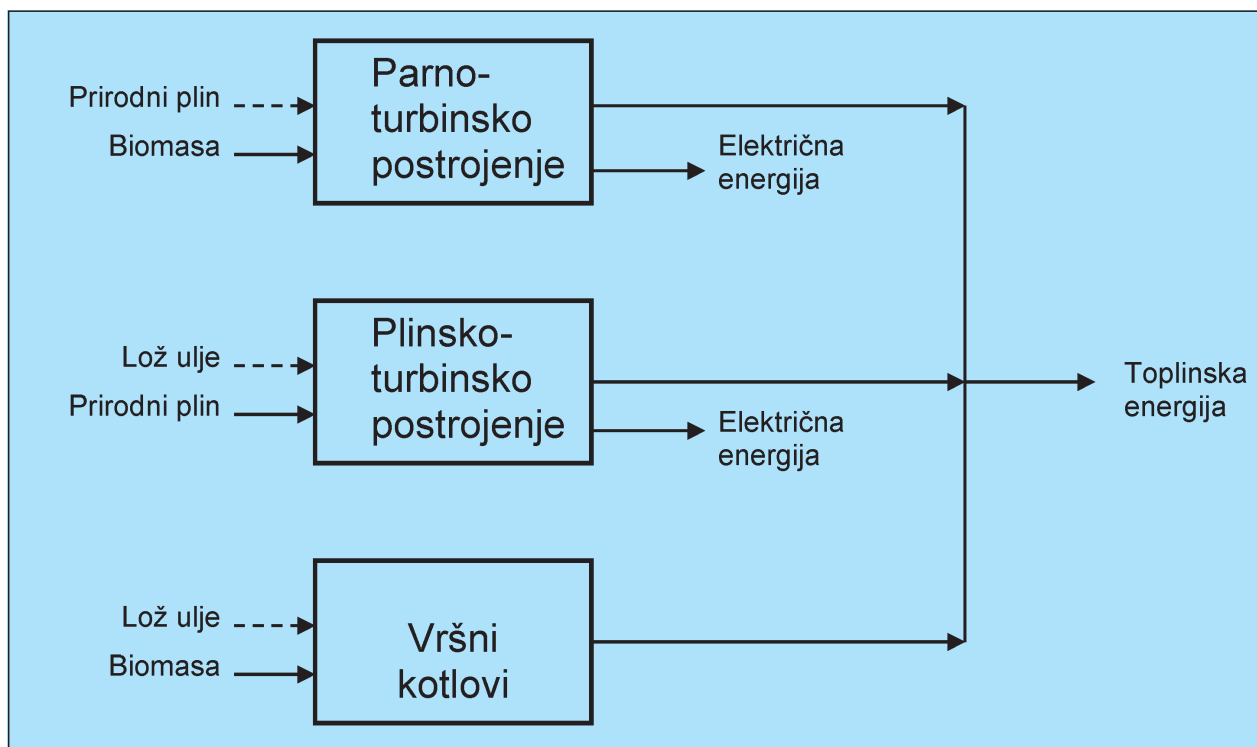 Prirodni plin
Biomasa
Parno-
turbinsko
postrojenje
Električna
energija
Lož ulje
Prirodni plin
Plinsko-
turbinsko
postrojenje
Električna
energija
Toplinska
energija
Lož ulje
Biomasa
Vršni
kotlovi